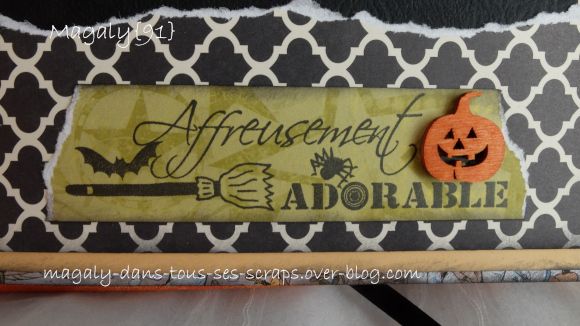 Magaly{91}
Affreusement
ADORABLE
magaly-dans-tous-ses-scraps.over-blog.com